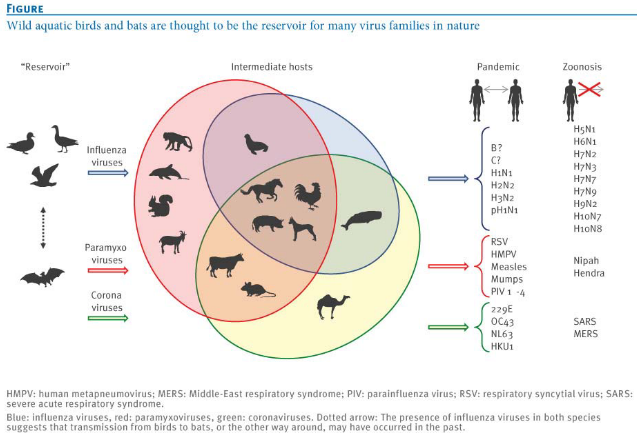 FIGURE
Wild aquatic birds and bats are thought to be the reservoir for many virus families in nature
“Reservoir”
Intermediate hosts
Pandemic
Zoonosis
Influenza
viruses
Paramyxo
viruses
Corona
viruses
B?
C?
H1N1
H2N2
H3N2
pH1N1
H5N1
H6N1
H7N2
H7N3
H7N7
H7N9
H9N2
H10N7
H10N8
RSV
HMPV
Measles
Mumps
PIV 1 -4
Nipah
Hendra
229E
OC43
NL63
HKU1
SARS
MERS
HMPV: human metapneumovirus; MERS: Middle-East respiratory syndrome; PIV: parainfluenza virus; RSV: respiratory syncytial virus; SARS:
severe acute respiratory syndrome.
Blue: influenza viruses, red: paramyxoviruses, green: coronaviruses. Dotted arrow: The presence of influenza viruses in both species
suggests that transmission from birds to bats, or the other way around, may have occurred in the past.